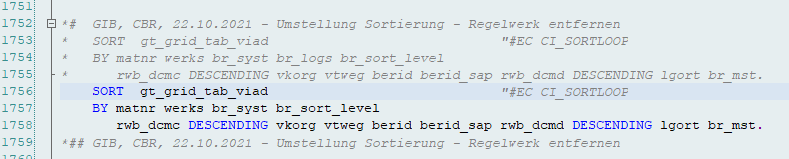 1751
1752 *# GIB, CBR, 22.10.2021 - Umstellung Sortierung - Regelwerk entfernen
1753 * SORT gt_grid_tab_viad "#EC CI_SORTLOOP
1754 * BY matnr werks br_syst br_logs br_sort_level
1755 * rwb_dcmc DESCENDING vkorg vtweg berid berid_sap rwb_dcmd DESCENDING lgort br_mst.
1756 SORT gt_grid_tab_viad "#EC CI_SORTLOOP
1757 BY matnr werks br_syst br_sort_level
1758 rwb_dcmc DESCENDING vkorg vtweg berid berid_sap rwb_dcmd DESCENDING lgort br_mst.
1759 *## GIB, CBR, 22.10.2021 - Umstellung Sortierung - Regelwerk entfernen
1760